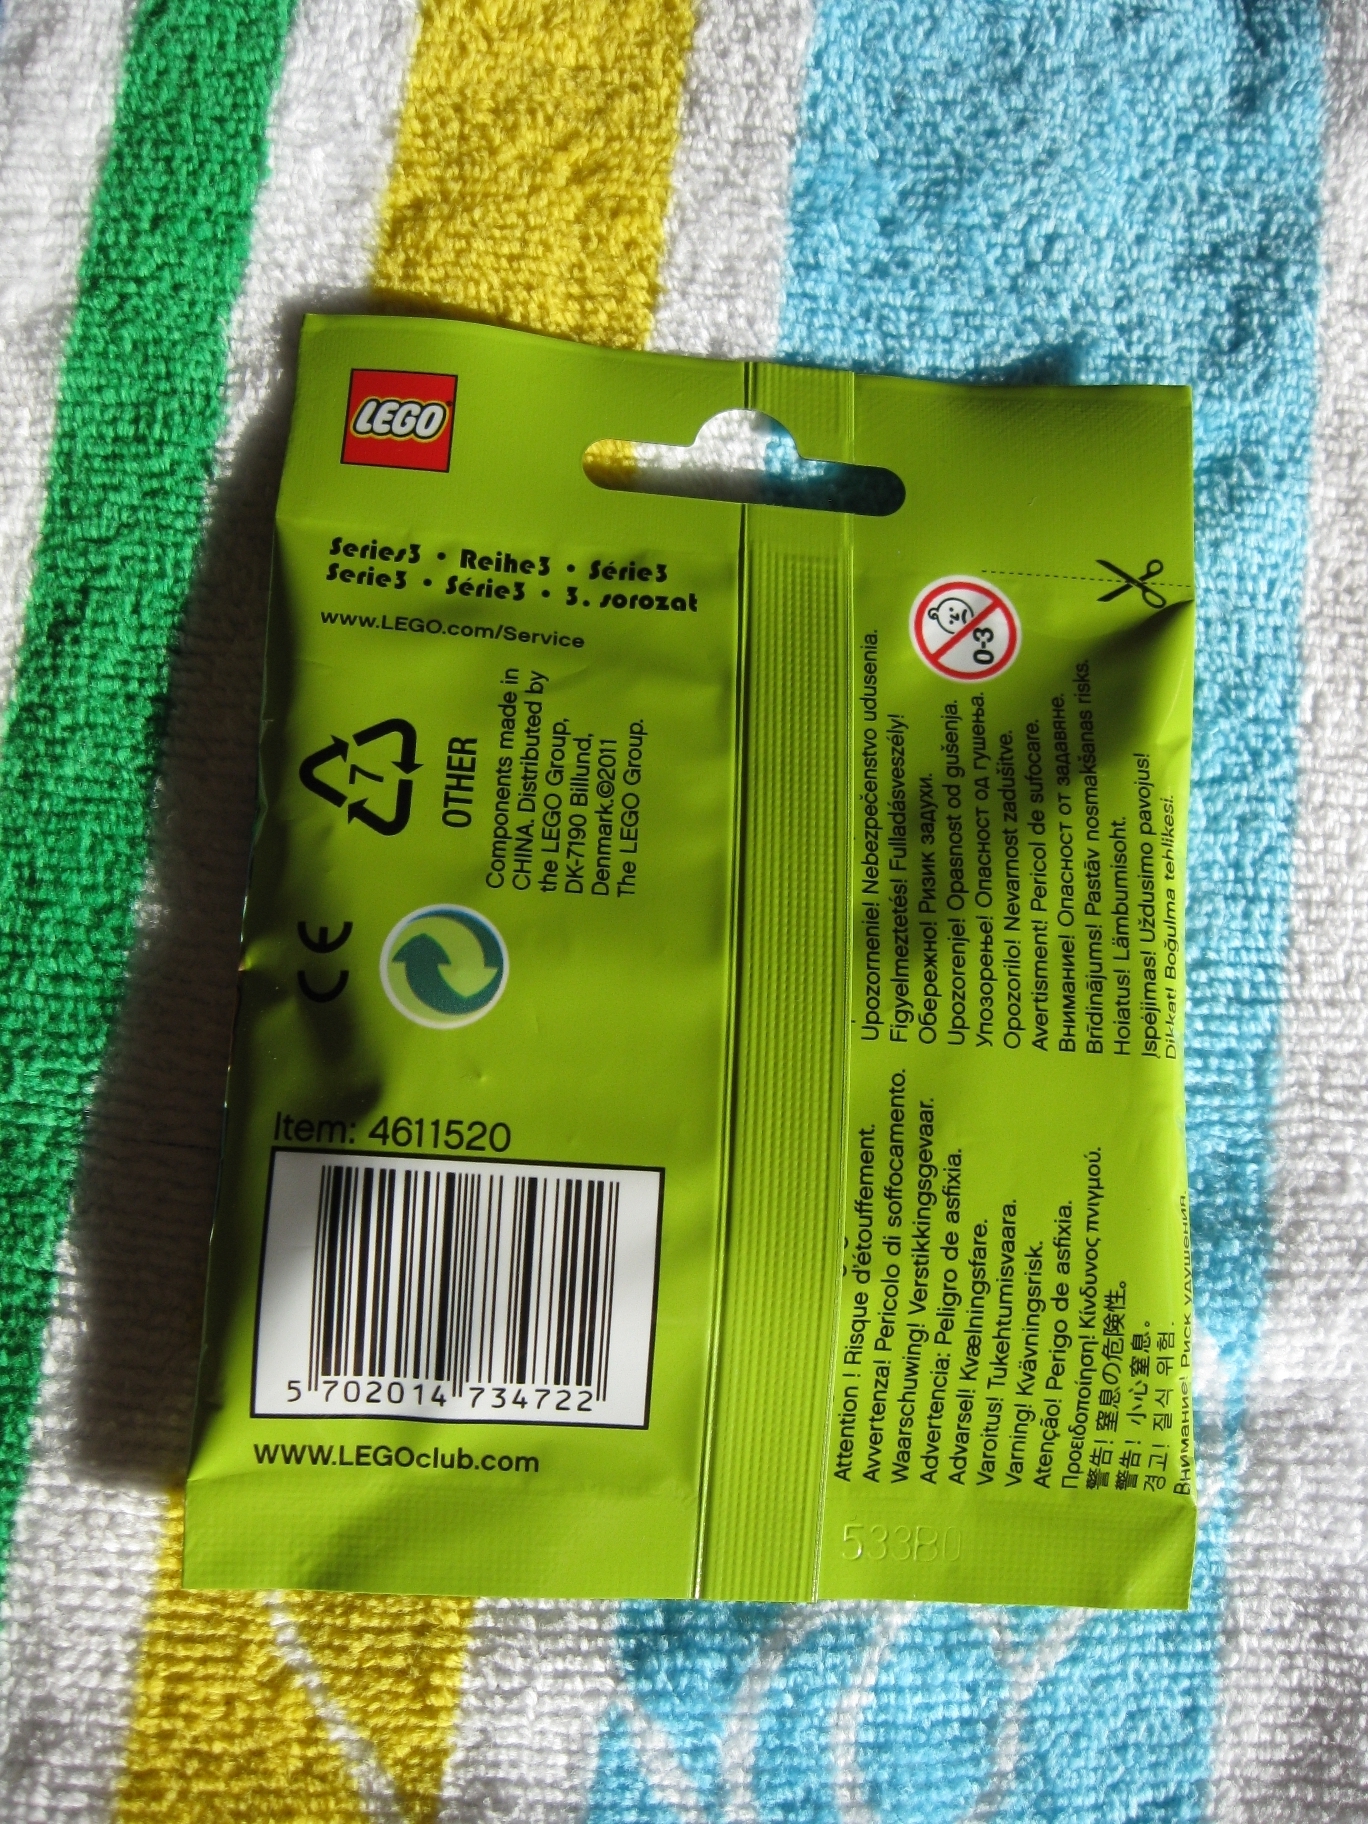 LEGO
Series3 • Reihe3 • Série3
Serie3 • Série3 • 3. sorozat
www.LEGO.com/Service
7
OTHER
Components made in
CHINA. Distributed by
the LEGO Group,
DK-7190 Billund,
Denmark.©2011
The LEGO Group.
CE
Item: 4611520
5 702014 734722
WWW.LEGOclub.com
0-3
Upozornenie! Nebezpečenstvo udusenia.
Figyelmeztetés! Fulladásveszély!
Обережно! Ризик задухи.
Upozorenje! Opasnost od gušenja.
Упозорење! Опасност од гушења.
Opozorilo! Nevarnost zadušitve.
Avertisment! Pericol de sufocare.
Внимание! Опасност от задавяне.
Brīdinājums! Pastāv nosmakšanas risks.
Hoiatus! Lämbumisoht.
Įspėjimas! Uždusimo pavojus!
Dikkat! Boğulma tehlikesi.
Attention ! Risque d'étouffement.
Avvertenza! Pericolo di soffocamento.
Waarschuwing! Verstikkingsgevaar.
Advertencia: Peligro de asfixia.
Advarsel! Kvælningsfare.
Varoitus! Tukehtumisvaara.
Varning! Kvävningsrisk.
Atenção! Perigo de asfixia.
Προειδοποίηση! Κίνδυνος πνιγμού.
警告! 窒息の危険性。
警告! 小心窒息。
경고! 질식 위험.
Внимание! Риск удушения.
533B0